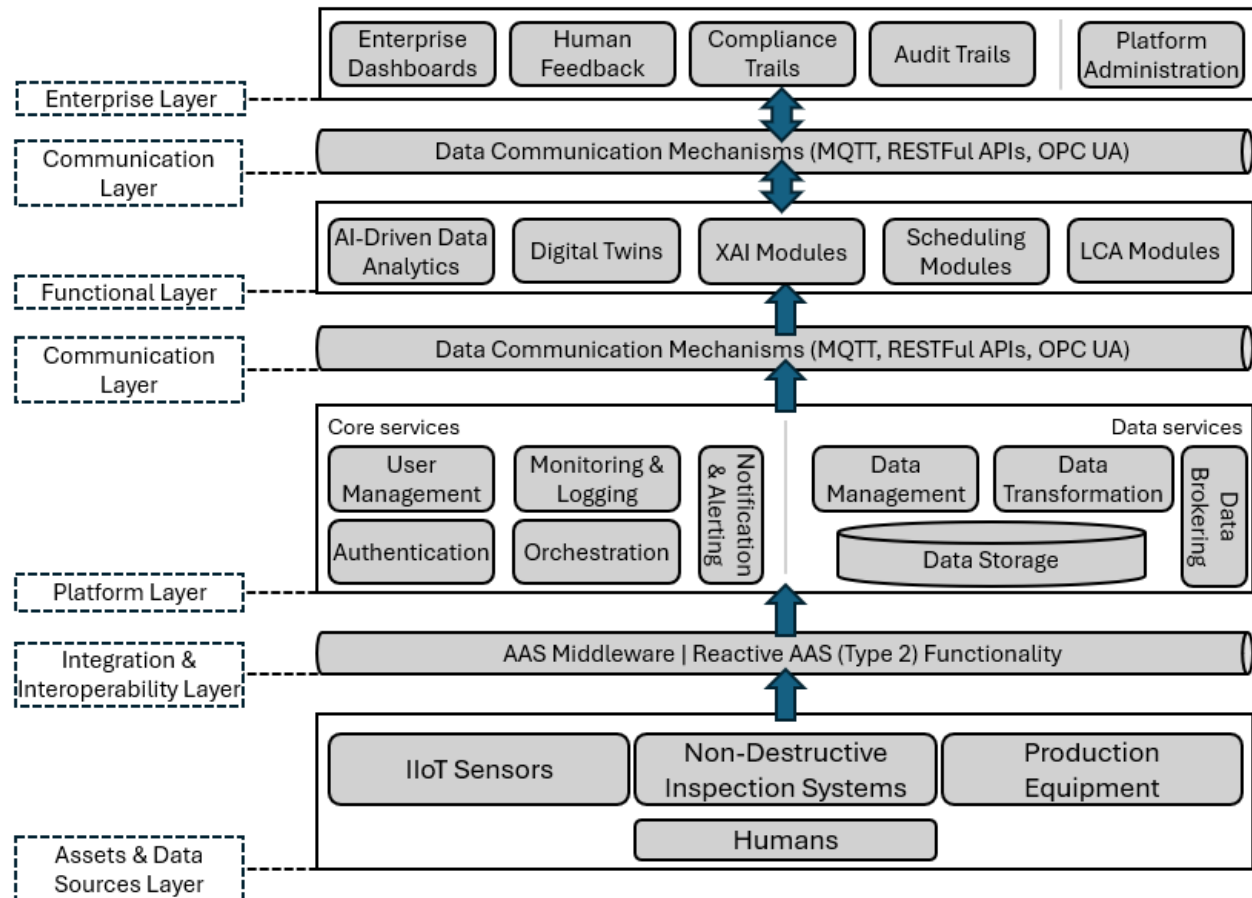 Enterprise
Dashboards
Human
Feedback
Compliance
Trails
Audit Trails
Platform
Administration
Enterprise Layer
Communication
Layer
Data Communication Mechanisms (MQTT, RESTFul APIs, OPC UA)
AI-Driven Data
Analytics
Digital Twins
XAI Modules
Scheduling
Modules
LCA Modules
Functional Layer
Communication
Layer
Data Communication Mechanisms (MQTT, RESTFul APIs, OPC UA)
Core services
Data services
User
Management
Monitoring &
Logging
Notification
& Alerting
Data
Management
Data
Transformation
Data
Brokering
Authentication
Orchestration
Data Storage
Platform Layer
Integration &
Interoperability Layer
AAS Middleware | Reactive AAS (Type 2) Functionality
IIoT Sensors
Non-Destructive
Inspection Systems
Production
Equipment
Humans
Assets & Data
Sources Layer